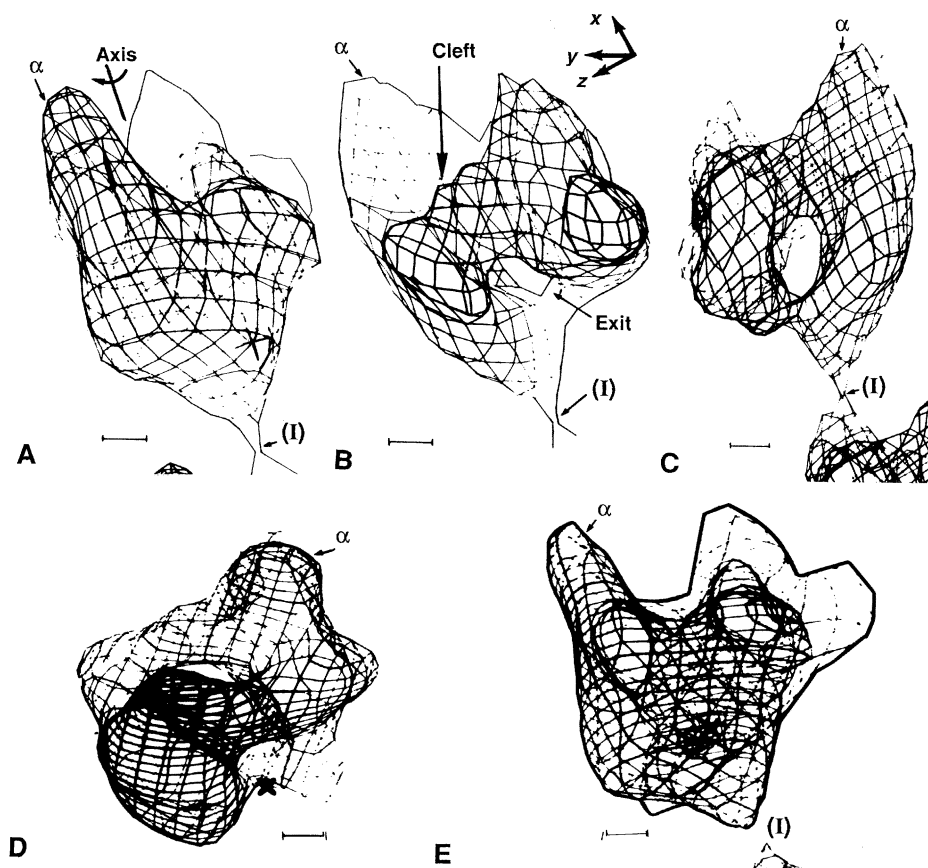 α
Axis
(I)
A
α
Cleft
x
y
z
Exit
(I)
B
α
(I)
C
α
D
α
(I)
E